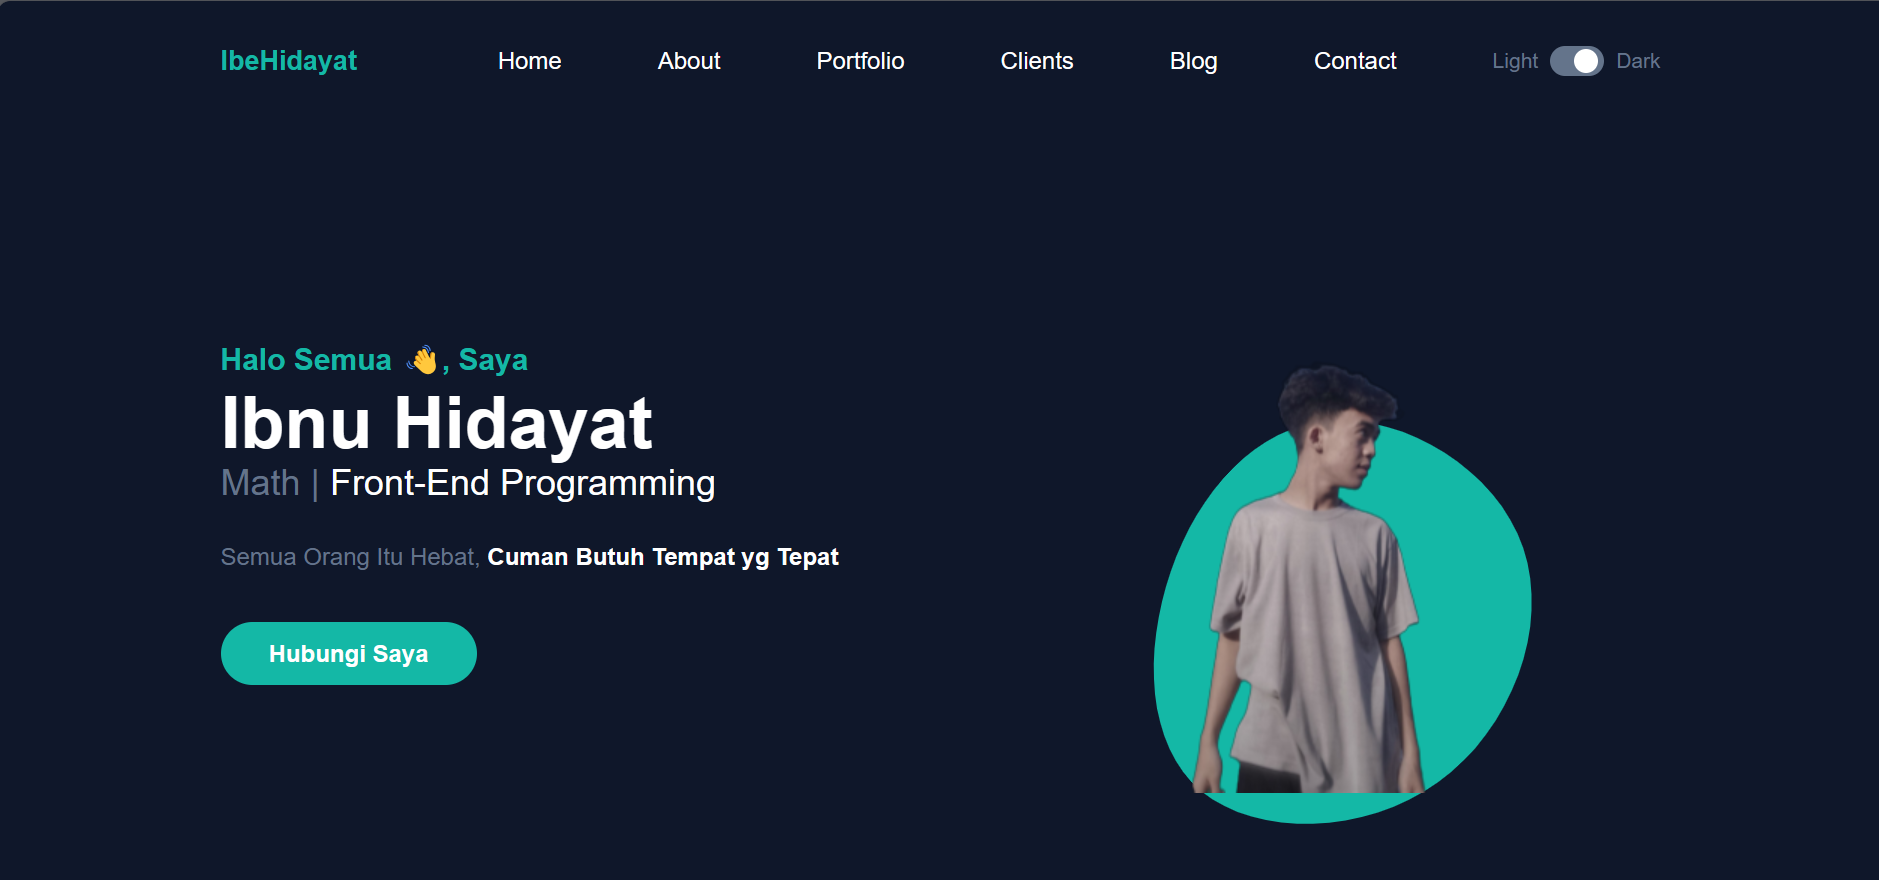 IbeHidayat Home About Portfolio Clients Blog Contact Light Dark
Halo Semua 👋, Saya
Ibnu Hidayat
Math | Front-End Programming
Semua Orang Itu Hebat, Cuman Butuh Tempat yg Tepat
Hubungi Saya